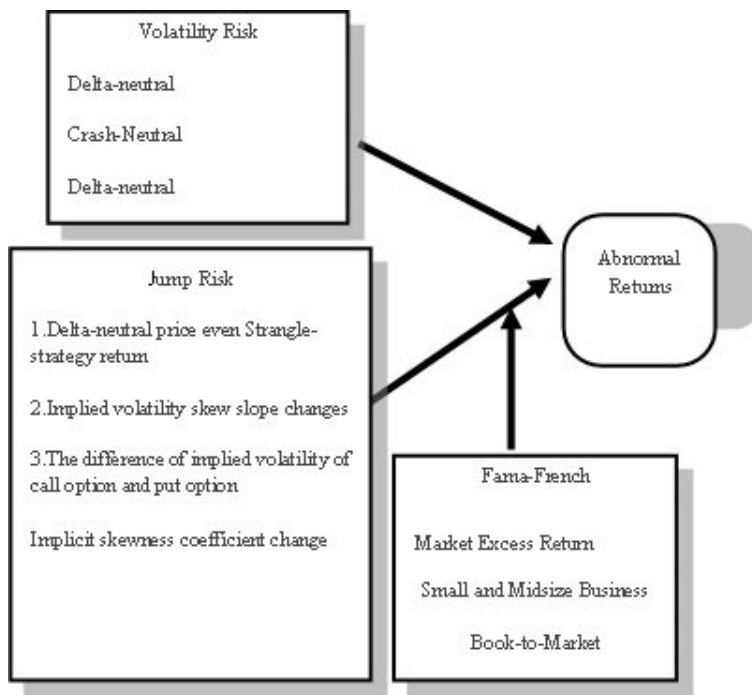 Volatility Risk
Delta-neutral
Crash-Neutral
Delta-neutral
Jump Risk
1.Delta-neutral price even Strangle-
strategy return
2.Implied volatility skew slope changes
3.The difference of implied volatility of
call option and put option
Implicit skewness coefficient change
Abnormal
Returns
Fama-French
Market Excess Return
Small and Midsize Business
Book-to-Market